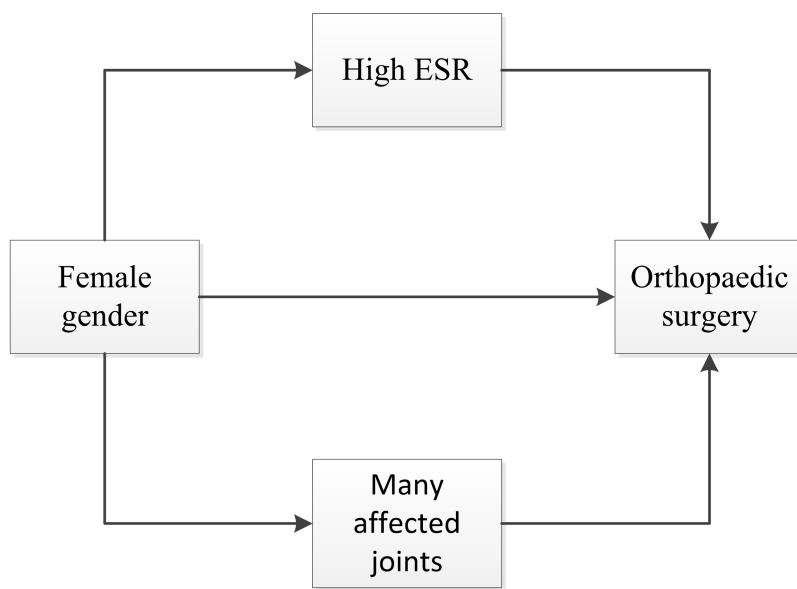 High ESR
Female
gender
Orthopaedic
surgery
Many
affected
joints